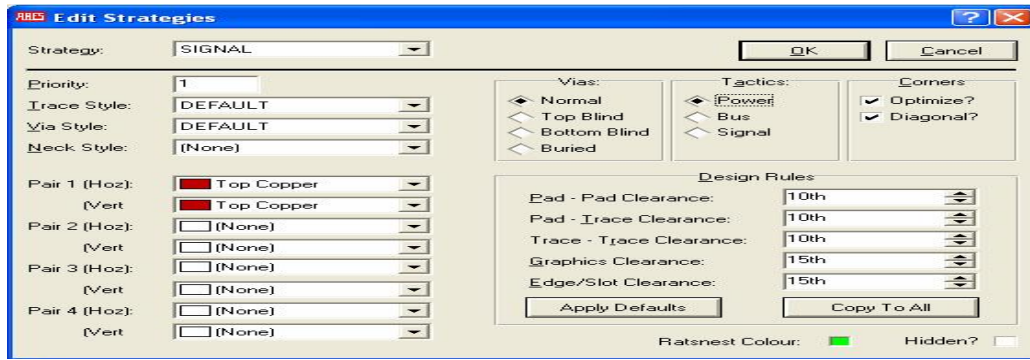 ARES Edit Strategies
Strategy: SIGNAL
OK Cancel
Priority: 1
Trace Style: DEFAULT
Via Style: DEFAULT
Neck Style: (None)
Vias:
Normal
Top Blind
Bottom Blind
Buried
Tactics:
Power
Bus
Signal
Corners
Optimize?
Diagonal?
Pair 1 (Hoz): Top Copper
(Vert Top Copper
Pair 2 (Hoz): (None)
(Vert (None)
Pair 3 (Hoz): (None)
(Vert (None)
Pair 4 (Hoz): (None)
(Vert (None)
Design Rules
Pad - Pad Clearance: 10th
Pad - Trace Clearance: 10th
Trace - Trace Clearance: 10th
Graphics Clearance: 15th
Edge/Slot Clearance: 15th
Apply Defaults Copy To All
Ratsnest Colour: Hidden?